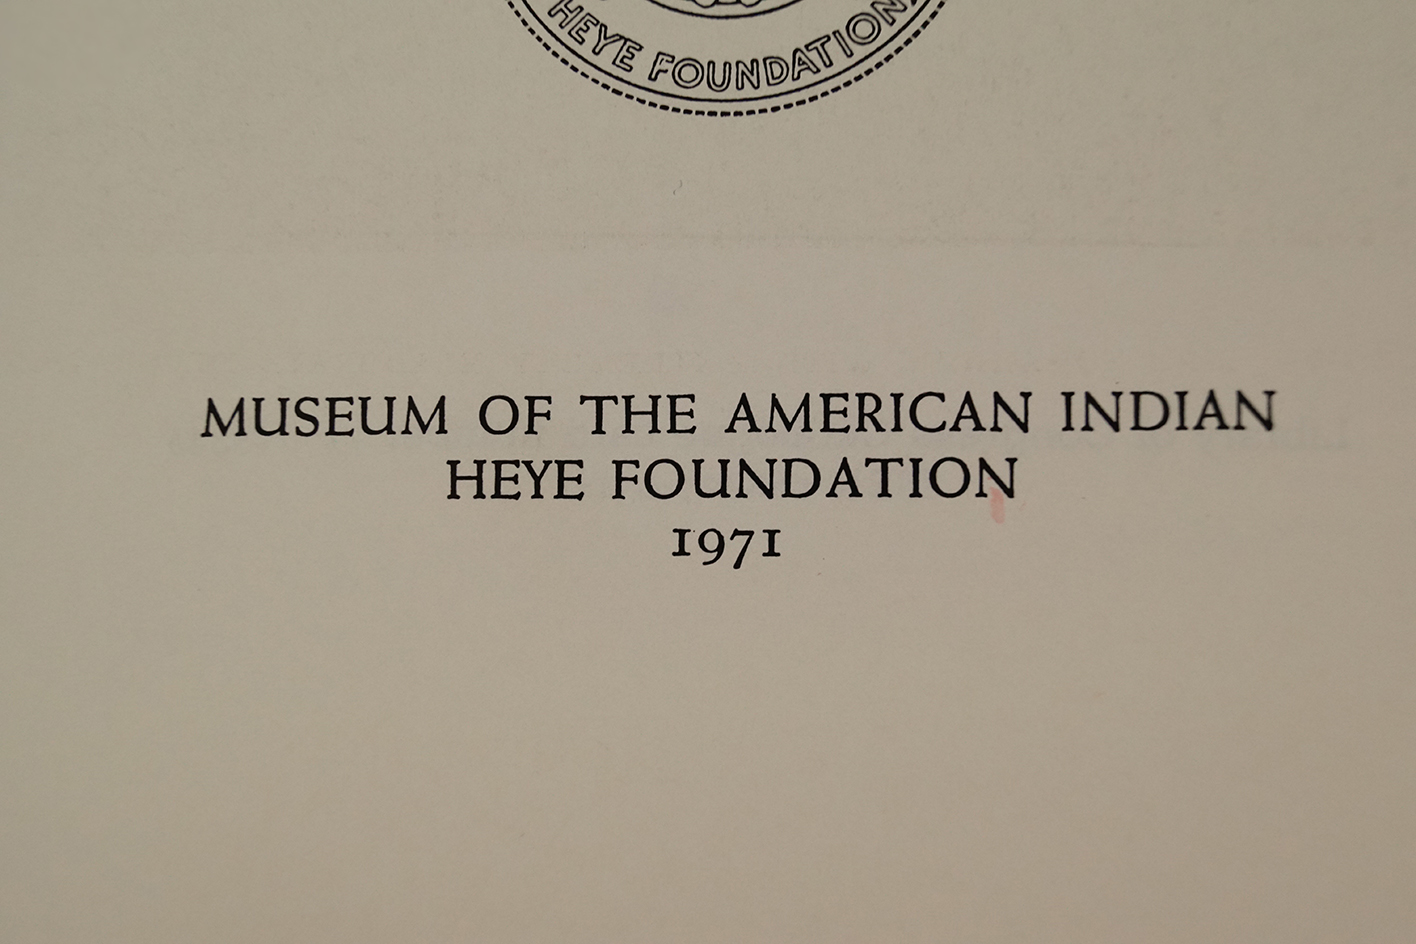 HEYE FOUNDATION
MUSEUM OF THE AMERICAN INDIAN
HEYE FOUNDATION
1971